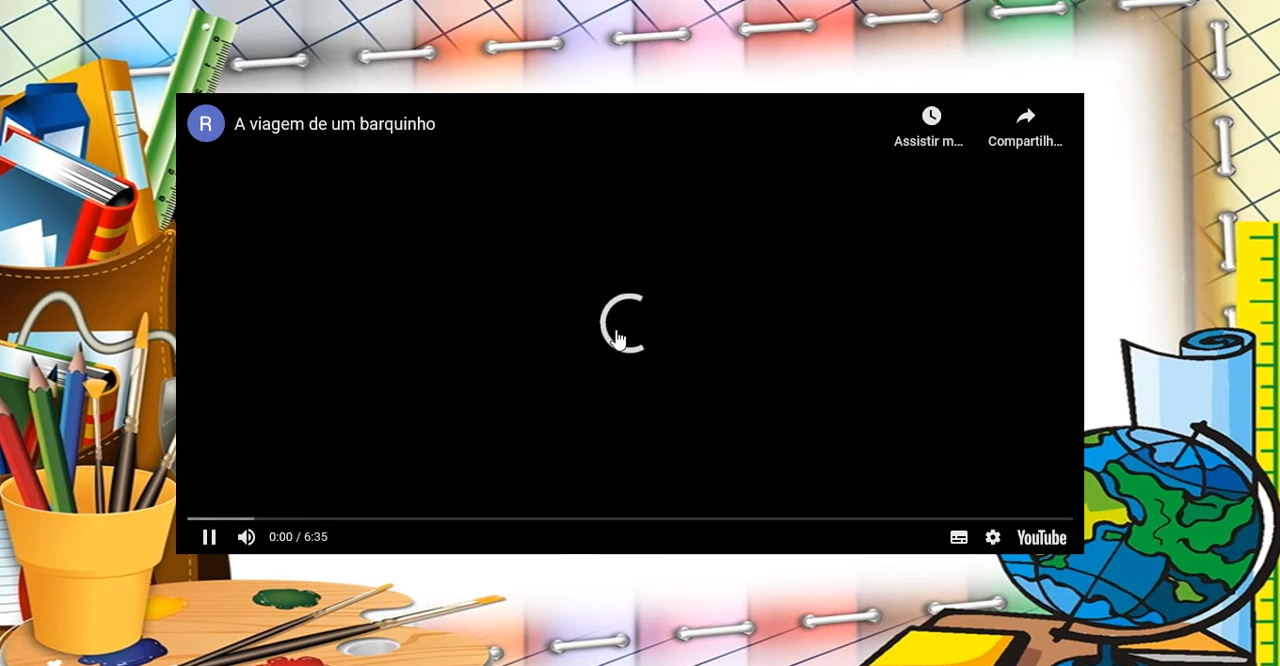 R
A viagem de um barquinho
Assistir m...
Compartilh...
0:00 / 6:35
YouTube